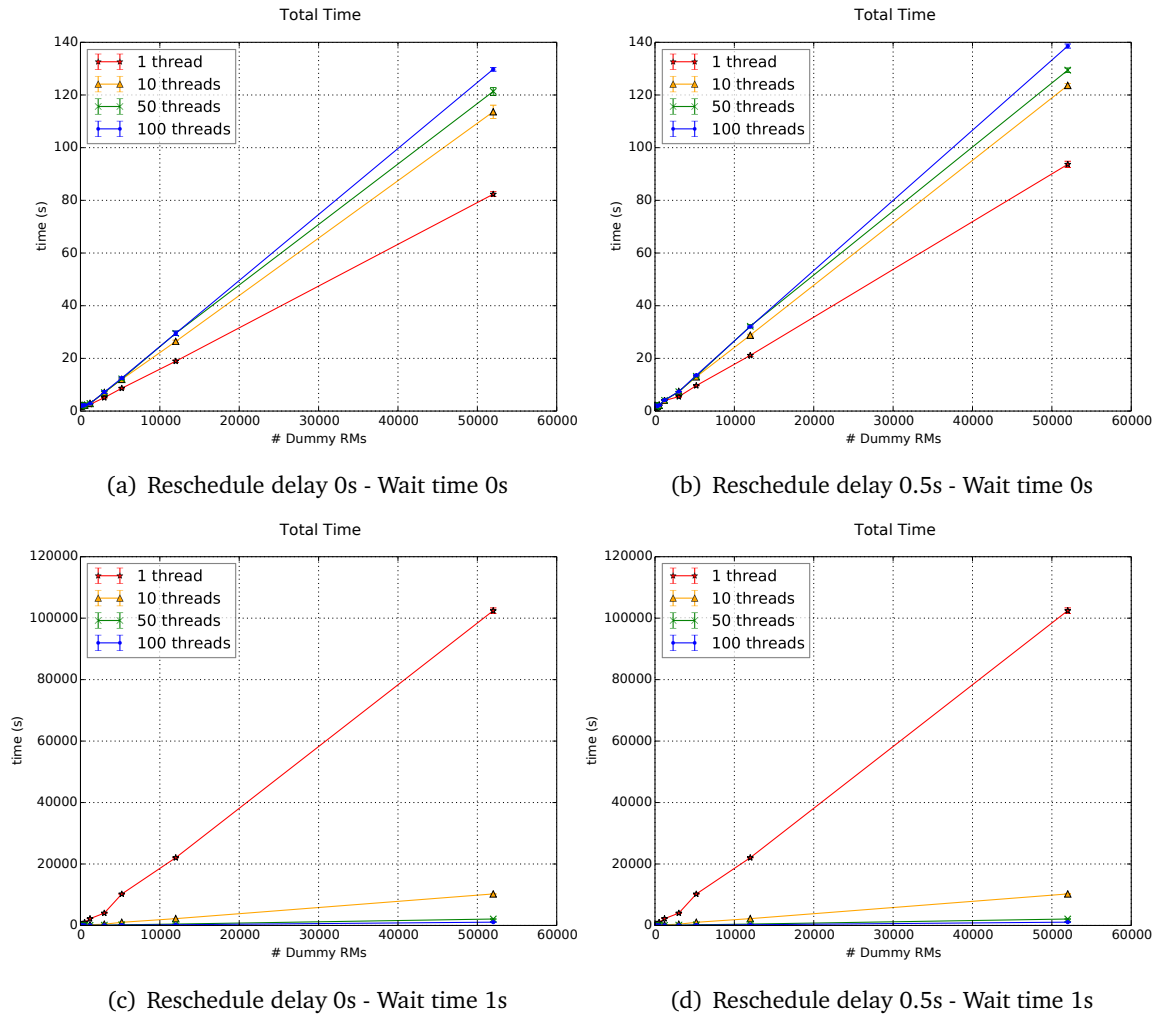 Total Time
140
120
100
80
60
40
20
0
time (s)
1 thread
10 threads
50 threads
100 threads
0 10000 20000 30000 40000 50000 60000
# Dummy RMs
(a) Reschedule delay 0s - Wait time 0s
Total Time
140
120
100
80
60
40
20
0
time (s)
1 thread
10 threads
50 threads
100 threads
0 10000 20000 30000 40000 50000 60000
# Dummy RMs
(b) Reschedule delay 0.5s - Wait time 0s
Total Time
120000
100000
80000
60000
40000
20000
0
time (s)
1 thread
10 threads
50 threads
100 threads
0 10000 20000 30000 40000 50000 60000
# Dummy RMs
(c) Reschedule delay 0s - Wait time 1s
Total Time
120000
100000
80000
60000
40000
20000
0
time (s)
1 thread
10 threads
50 threads
100 threads
0 10000 20000 30000 40000 50000 60000
# Dummy RMs
(d) Reschedule delay 0.5s - Wait time 1s